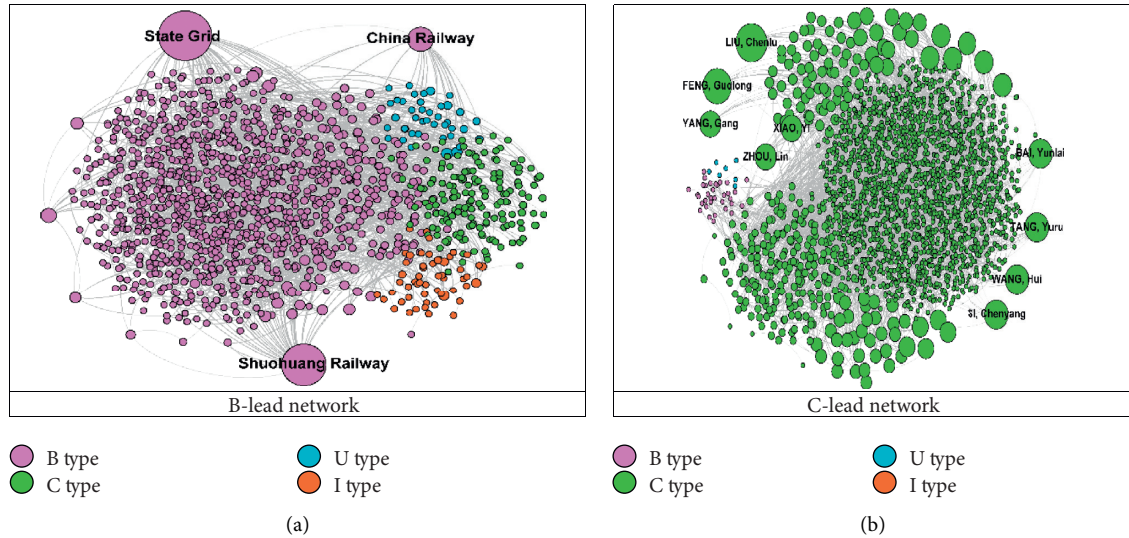 State Grid
China Railway
Shuohuang Railway
B-lead network
B type
C type
U type
I type
(a)
LIU, Chenlu
FENG, Guolong
YANG, Gang
XIAO, YI
ZHOU, Lin
BAI, Yunlai
TANG, Yuru
WANG, Hui
SI, Chenyang
C-lead network
B type
C type
U type
I type
(b)